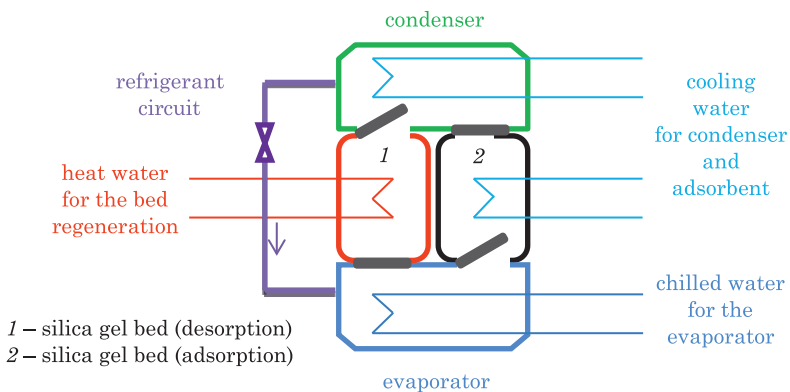 condenser
refrigerant
circuit
cooling
water
for condenser
and
adsorbent
1
2
heat water
for the bed
regeneration
chilled water
for the
evaporator
1 – silica gel bed (desorption)
2 – silica gel bed (adsorption)
evaporator